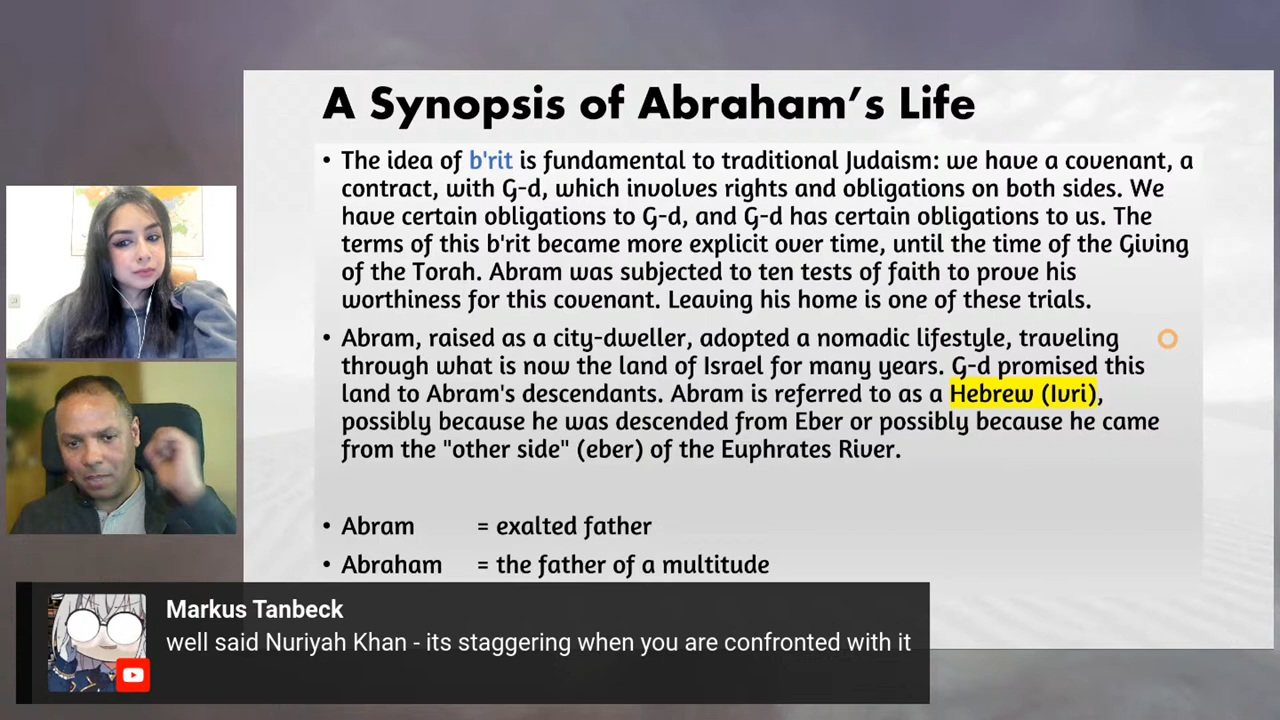 A Synopsis of Abraham's Life
• The idea of b'rit is fundamental to traditional Judaism: we have a covenant, a
contract, with G-d, which involves rights and obligations on both sides. We
have certain obligations to G-d, and G-d has certain obligations to us. The
terms of this b'rit became more explicit over time, until the time of the Giving
of the Torah. Abram was subjected to ten tests of faith to prove his
worthiness for this covenant. Leaving his home is one of these trials.
• Abram, raised as a city-dweller, adopted a nomadic lifestyle, traveling
through what is now the land of Israel for many years. G-d promised this
land to Abram's descendants. Abram is referred to as a Hebrew (Ivri),
possibly because he was descended from Eber or possibly because he came
from the "other side" (eber) of the Euphrates River.
• Abram = exalted father
• Abraham = the father of a multitude
Markus Tanbeck
well said Nuriyah Khan - its staggering when you are confronted with it